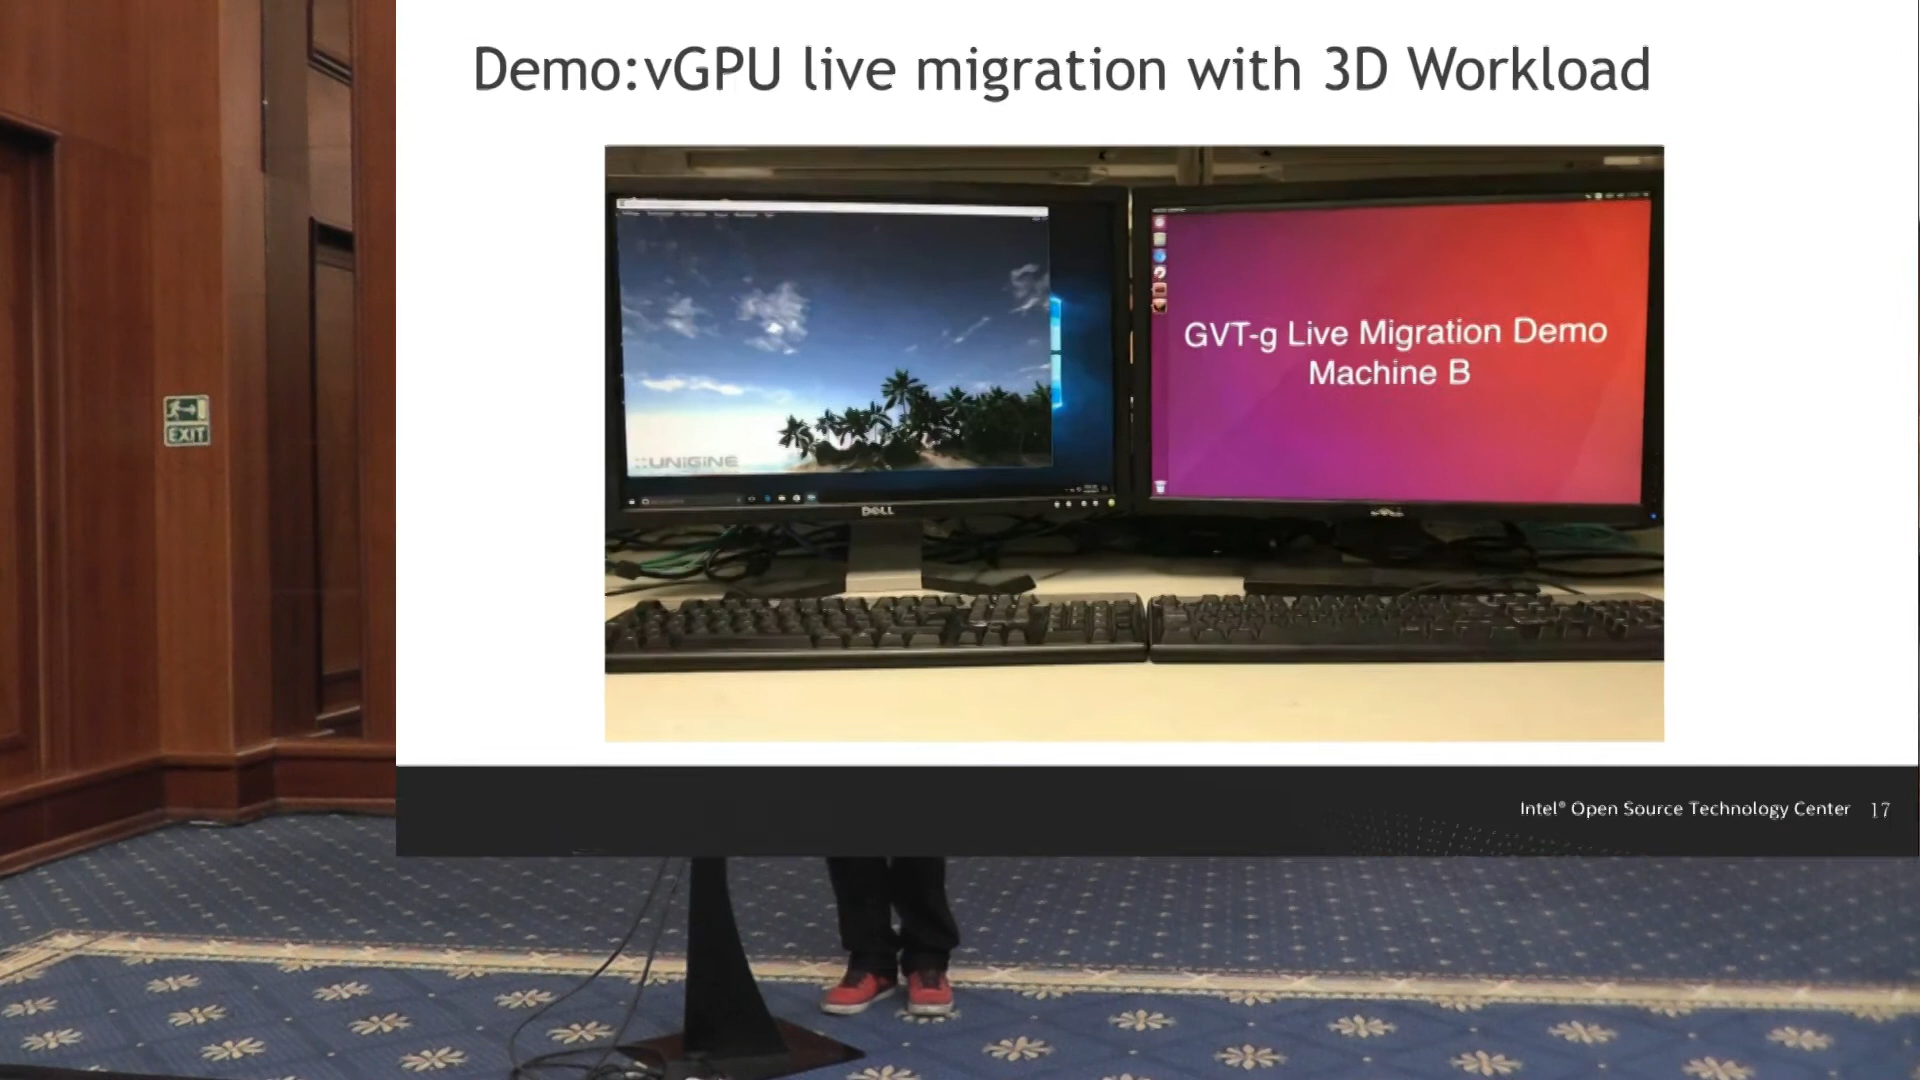 Demo:vGPU live migration with 3D Workload
EXIT
::UNIGINE
DELL
GVT-g Live Migration Demo
Machine B
Intel® Open Source Technology Center 17